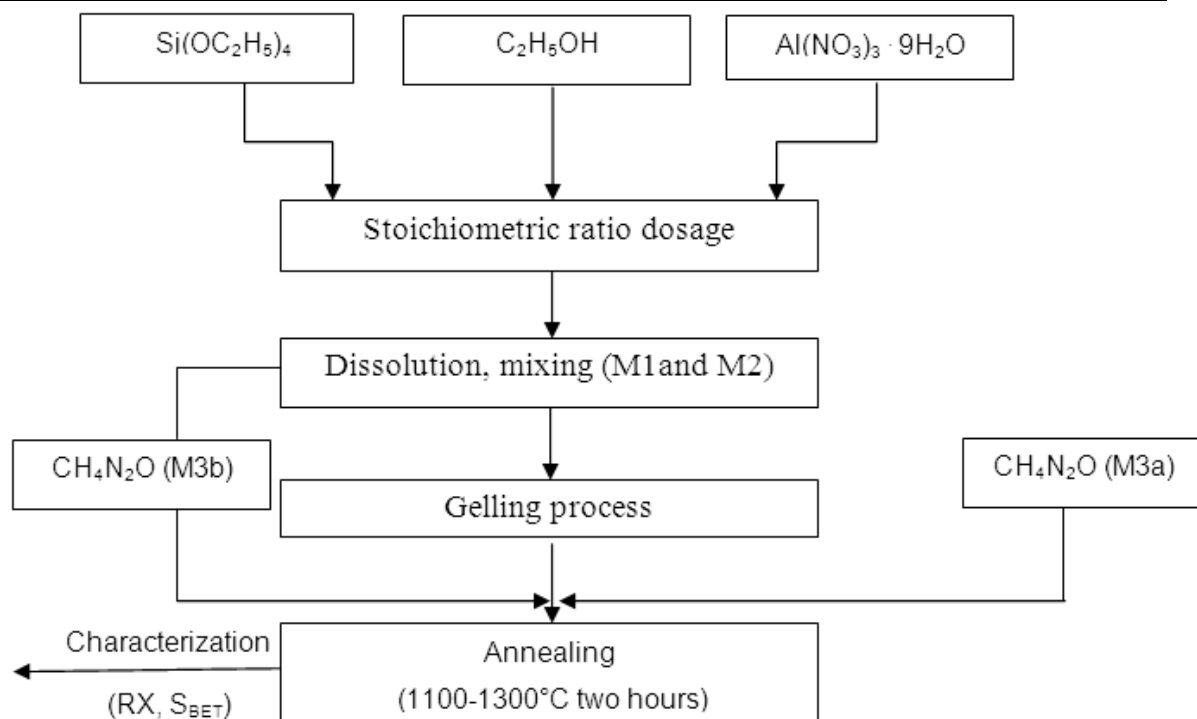 Si(OC₂H₅)₄
C₂H₅OH
Al(NO₃)₃ · 9H₂O
Stoichiometric ratio dosage
Dissolution, mixing (M1and M2)
CH₄N₂O (M3b)
CH₄N₂O (M3a)
Gelling process
Characterization
(RX, S_BET)
Annealing
(1100-1300°C two hours)